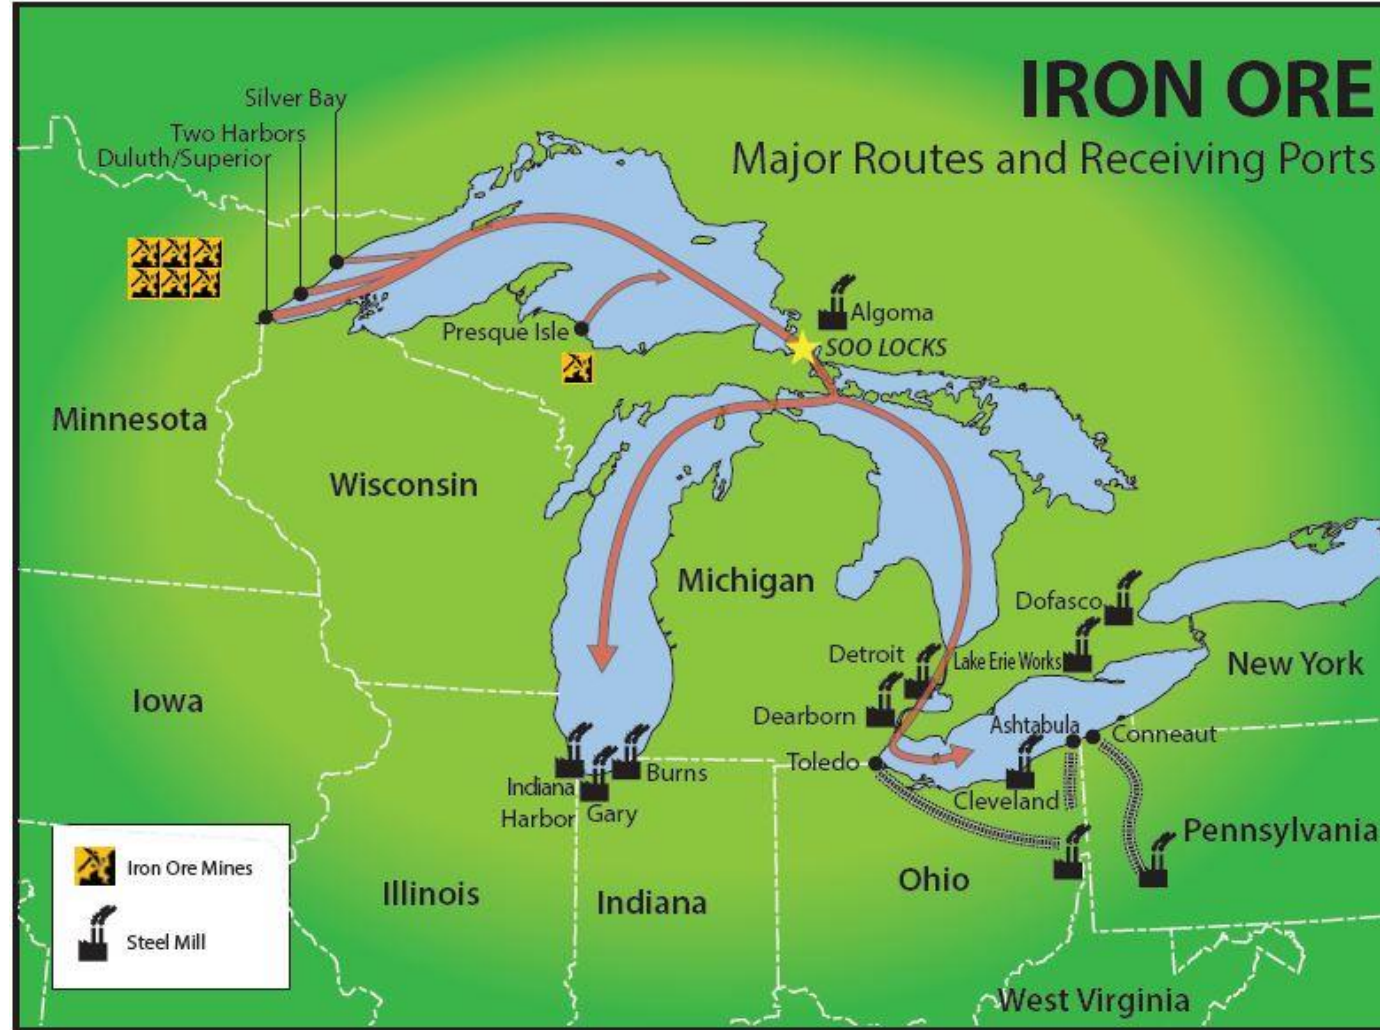 IRON ORE
Major Routes and Receiving Ports
Silver Bay
Two Harbors
Duluth/Superior
Presque Isle
Algoma
SOO LOCKS
Minnesota
Wisconsin
Michigan
Dofasco
Lake Erie Works
New York
Detroit
Dearborn
Iowa
Ashtabula
Conneaut
Toledo
Burns
Indiana
Harbor
Gary
Cleveland
Pennsylvania
Illinois
Indiana
Ohio
West Virginia
Iron Ore Mines
Steel Mill